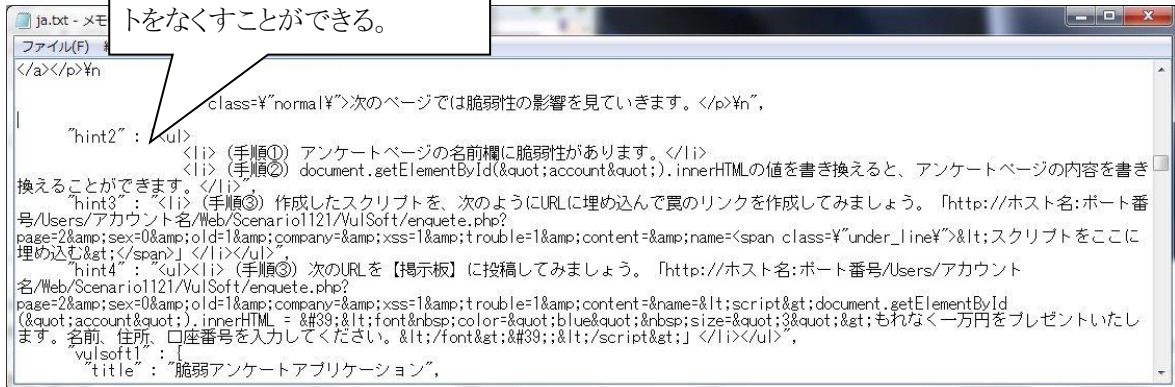 トをなくすことができる。
ja.txt - メモ
ファイル(F)
</a></p>¥n
class=¥"normal¥">次のページでは脆弱性の影響を見ていきます。</p>¥n",
"hint2" : "<ul>
<li>（手順①）アンケートページの名前欄に脆弱性があります。</li>
<li>（手順②）document.getElementById(&quot;account&quot;).innerHTMLの値を書き換えると、アンケートページの内容を書き
換えることができます。</li>",
"hint3" : "<li>（手順③）作成したスクリプトを、次のようにURLに埋め込んで罠のリンクを作成してみましょう。「http://ホスト名:ポート番
号/Users/アカウント名/Web/Scenario1121/VulSoft/enquete.php?
page=2&amp;sex=0&amp;old=1&amp;company=&amp;xss=1&amp;trouble=1&amp;content=&amp;name=<span class=¥"under_line¥">&lt;スクリプトをここに
埋め込む&gt;</span>」</li></ul>",
"hint4" : "<ul><li>（手順③）次のURLを【掲示板】に投稿してみましょう。「http://ホスト名:ポート番号/Users/アカウント
名/Web/Scenario1121/VulSoft/enquete.php?
page=2&amp;sex=0&amp;old=1&amp;company=&amp;xss=1&amp;trouble=1&amp;content=&name=&lt;script&gt;document.getElementById
(&quot;account&quot;).innerHTML = &#39;&lt;font&nbsp;color=&quot;blue&quot;&nbsp;size=&quot;3&quot;&gt;もれなく一万円をプレゼントいたし
ます。名前、住所、口座番号を入力してください。&lt;/font&gt;&#39;;&lt;/script&gt;」</li></ul>",
"vulsoft1" : {
"title" : "脆弱アンケートアプリケーション",